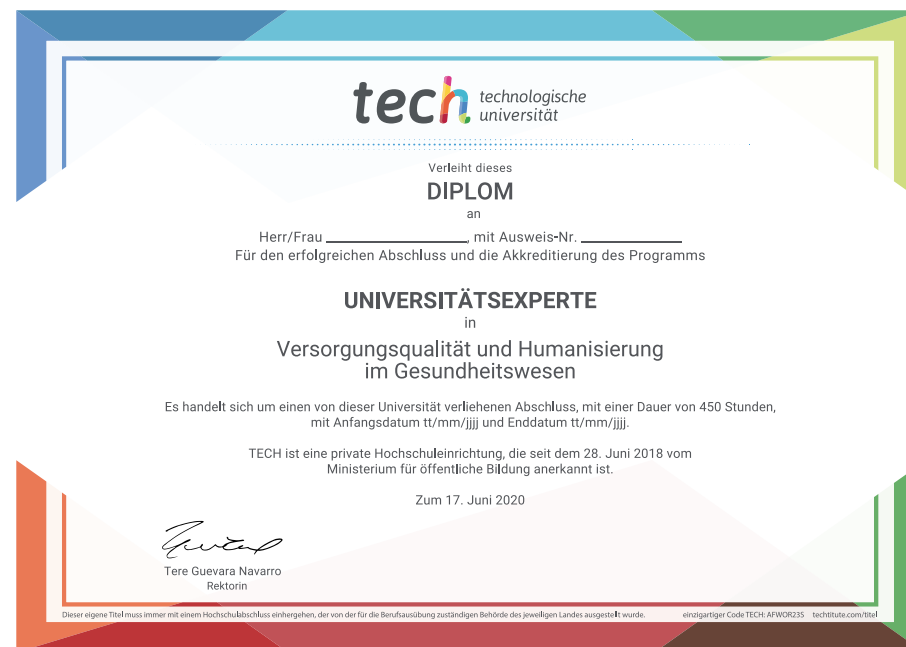 tech technologische
universität
Verleiht dieses
DIPLOM
an
Herr/Frau ____________________, mit Ausweis-Nr. ______________
Für den erfolgreichen Abschluss und die Akkreditierung des Programms
UNIVERSITÄTSEXPERTE
in
Versorgungsqualität und Humanisierung
im Gesundheitswesen
Es handelt sich um einen von dieser Universität verliehenen Abschluss, mit einer Dauer von 450 Stunden,
mit Anfangsdatum tt/mm/jjjj und Enddatum tt/mm/jjjj.
TECH ist eine private Hochschuleinrichtung, die seit dem 28. Juni 2018 vom
Ministerium für öffentliche Bildung anerkannt ist.
Zum 17. Juni 2020
Tere Guevara Navarro
Rektorin
Dieser eigene Titel muss immer mit einem Hochschulabschluss einhergehen, der von der für die Berufsausübung zuständigen Behörde des jeweiligen Landes ausgestellt wurde. einzigartiger Code TECH: AFWOR23S techtitute.com/titel